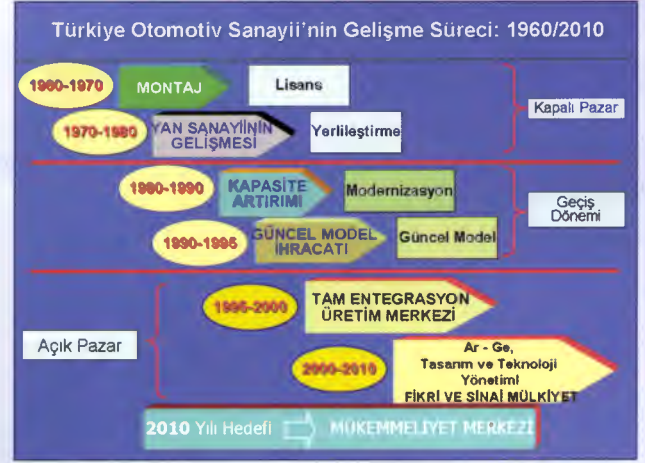 Türkiye Otomotiv Sanayii'nin Gelişme Süreci: 1960/2010
1960-1970
MONTAJ
Lisans
Kapalı Pazar
1970-1980
YAN SANAYİİNİN
GELİŞMESİ
Yerlileştirme
1980-1990
KAPASİTE
ARTIRIMI
Modernizasyon
Geçiş
Dönemi
1990-1995
GÜNCEL MODEL
İHRACATI
Güncel Model
1995-2000
TAM ENTEGRASYON
ÜRETİM MERKEZİ
Açık Pazar
2000-2010
Ar - Ge,
Tasarım ve Teknoloji
Yönetimi
FİKRİ VE SİNAİ MÜLKİYET
2010 Yılı Hedefi
MÜKEMMELİYET MERKEZİ